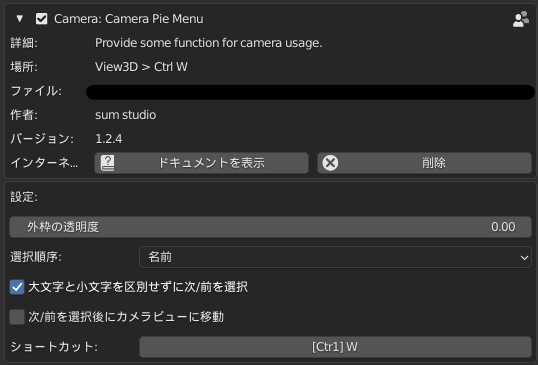 Camera: Camera Pie Menu
詳細: Provide some function for camera usage.
場所: View3D > Ctrl W
ファイル:
作者: sum studio
バージョン: 1.2.4
インターネ... ドキュメントを表示 削除
設定:
外枠の透明度 0.00
選択順序: 名前
大文字と小文字を区別せずに次/前を選択
次/前を選択後にカメラビューに移動
ショートカット: [Ctrl] W